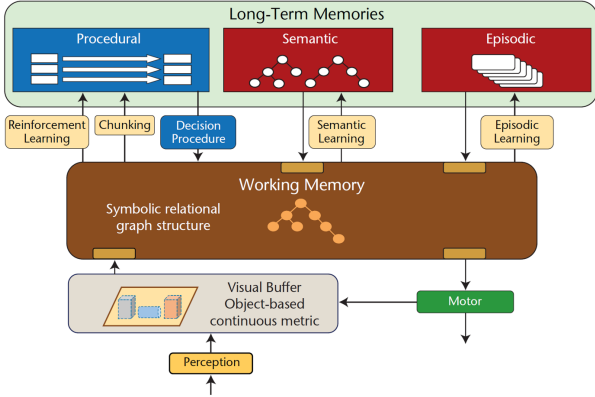 Long-Term Memories
Procedural
Semantic
Episodic
Reinforcement
Learning
Chunking
Decision
Procedure
Semantic
Learning
Episodic
Learning
Working Memory
Symbolic relational
graph structure
Visual Buffer
Object-based
continuous metric
Motor
Perception